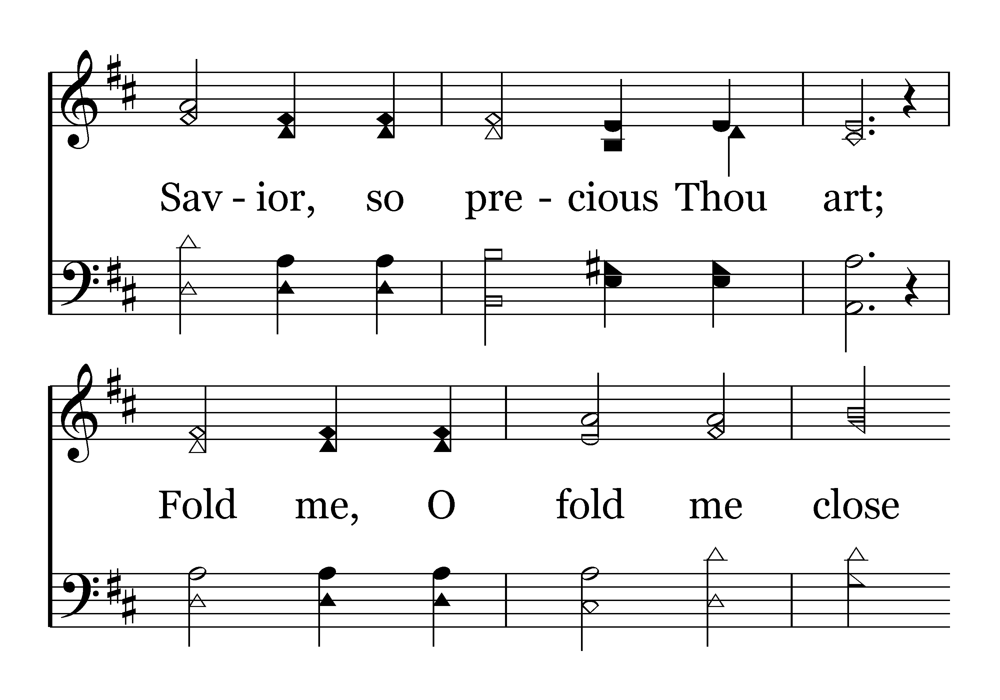 Sav - ior, so pre - cious Thou art;
Fold me, O fold me close